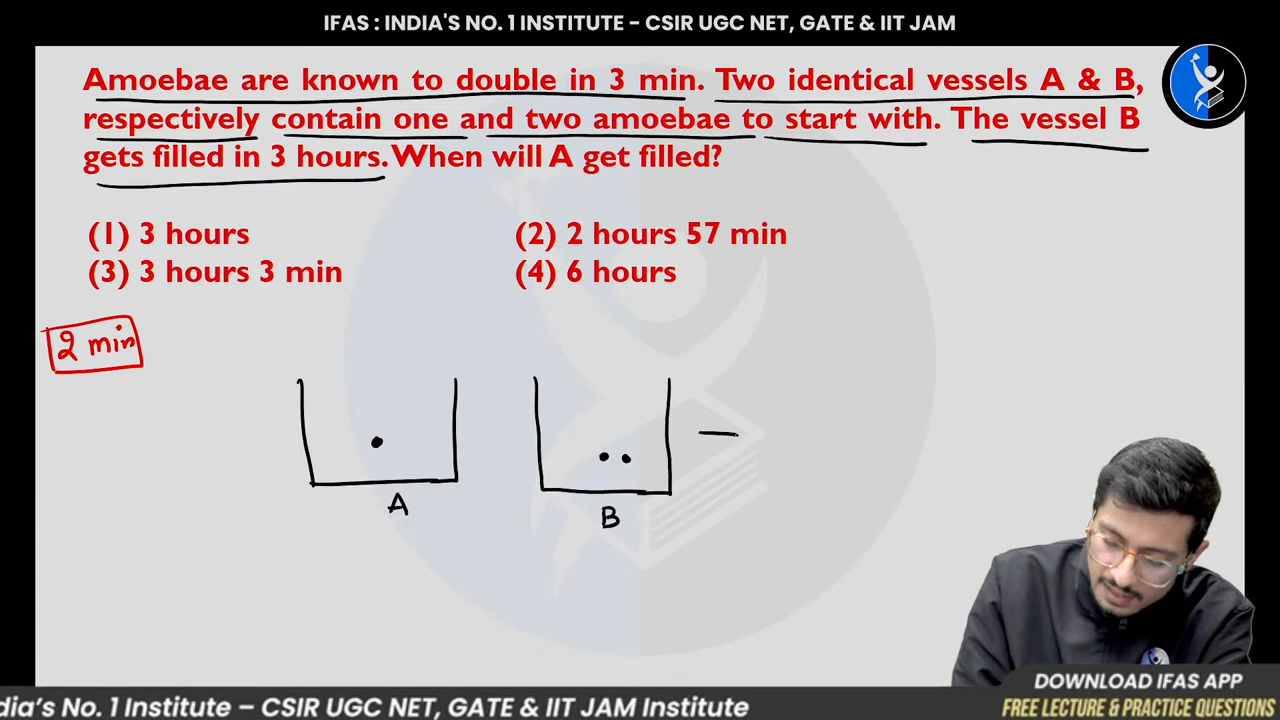 IFAS : INDIA'S NO. 1 INSTITUTE – CSIR UGC NET, GATE & IIT JAM
Amoebae are known to double in 3 min. Two identical vessels A & B,
respectively contain one and two amoebae to start with. The vessel B
gets filled in 3 hours. When will A get filled?
(1) 3 hours (2) 2 hours 57 min
(3) 3 hours 3 min (4) 6 hours
2 min
A B
DOWNLOAD IFAS APP
dia's No. 1 Institute – CSIR UGC NET, GATE & IIT JAM Institute
FREE LECTURE & PRACTICE QUESTIONS